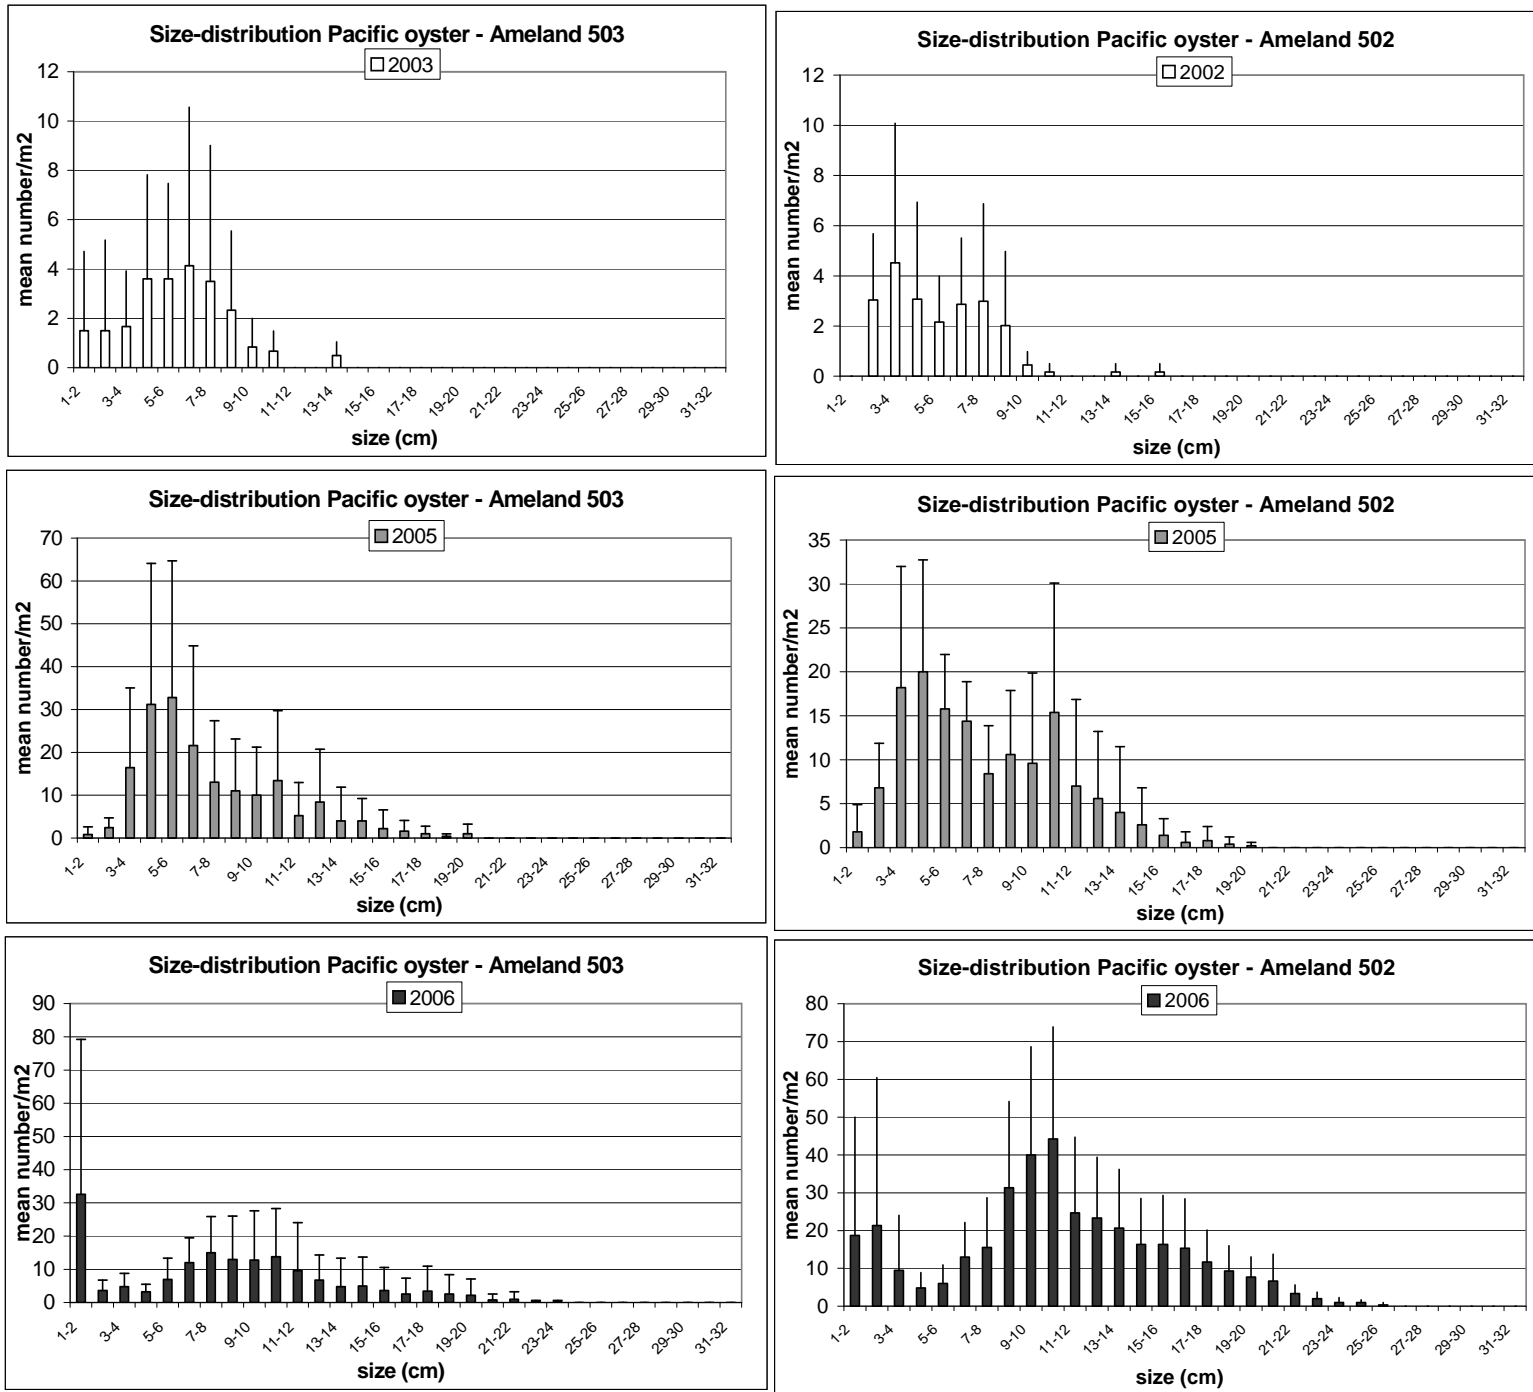 Size-distribution Pacific oyster - Ameland 503
2003
mean number/m2
12
10
8
6
4
2
0
1-2 3-4 5-6 7-8 9-10 11-12 13-14 15-16 17-18 19-20 21-22 23-24 25-26 27-28 29-30 31-32
size (cm)
Size-distribution Pacific oyster - Ameland 502
2002
mean number/m2
12
10
8
6
4
2
0
1-2 3-4 5-6 7-8 9-10 11-12 13-14 15-16 17-18 19-20 21-22 23-24 25-26 27-28 29-30 31-32
size (cm)
Size-distribution Pacific oyster - Ameland 503
2005
mean number/m2
70
60
50
40
30
20
10
0
1-2 3-4 5-6 7-8 9-10 11-12 13-14 15-16 17-18 19-20 21-22 23-24 25-26 27-28 29-30 31-32
size (cm)
Size-distribution Pacific oyster - Ameland 502
2005
mean number/m2
35
30
25
20
15
10
5
0
1-2 3-4 5-6 7-8 9-10 11-12 13-14 15-16 17-18 19-20 21-22 23-24 25-26 27-28 29-30 31-32
size (cm)
Size-distribution Pacific oyster - Ameland 503
2006
mean number/m2
90
80
70
60
50
40
30
20
10
0
1-2 3-4 5-6 7-8 9-10 11-12 13-14 15-16 17-18 19-20 21-22 23-24 25-26 27-28 29-30 31-32
size (cm)
Size-distribution Pacific oyster - Ameland 502
2006
mean number/m2
80
70
60
50
40
30
20
10
0
1-2 3-4 5-6 7-8 9-10 11-12 13-14 15-16 17-18 19-20 21-22 23-24 25-26 27-28 29-30 31-32
size (cm)